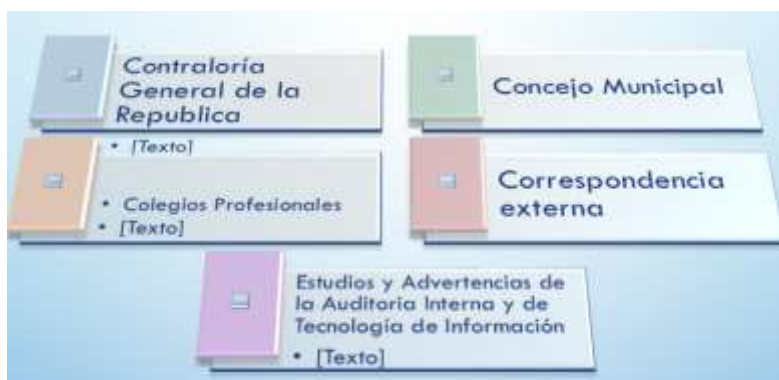 Contraloría
General de la
Republica
• [Texto]
Concejo Municipal
• Colegios Profesionales
• [Texto]
Correspondencia
externa
Estudios y Advertencias de
la Auditoria Interna y de
Tecnología de Información
• [Texto]